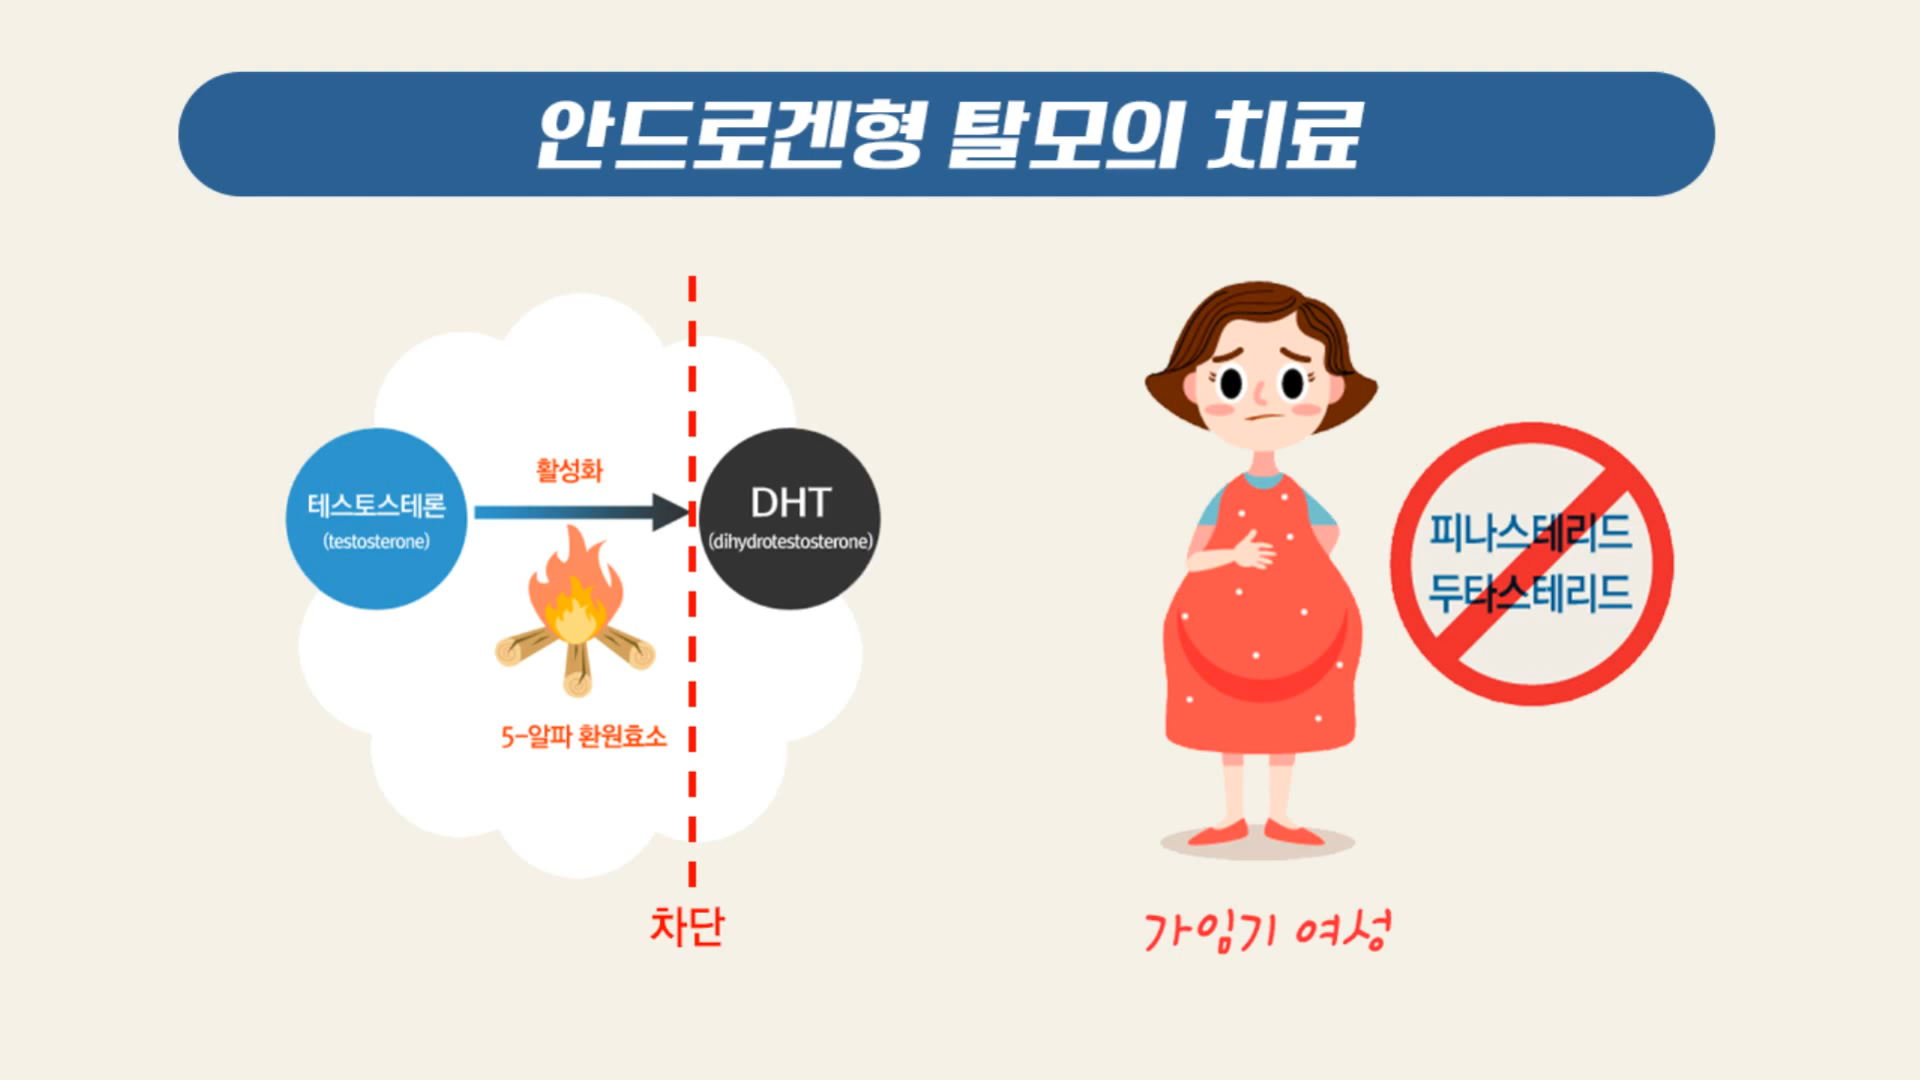 안드로겐형 탈모의 치료
테스토스테론
(testosterone)
활성화
DHT
(dihydrotestosterone)
5-알파 환원효소
차단
피나스테리드
두타스테리드
가임기 여성